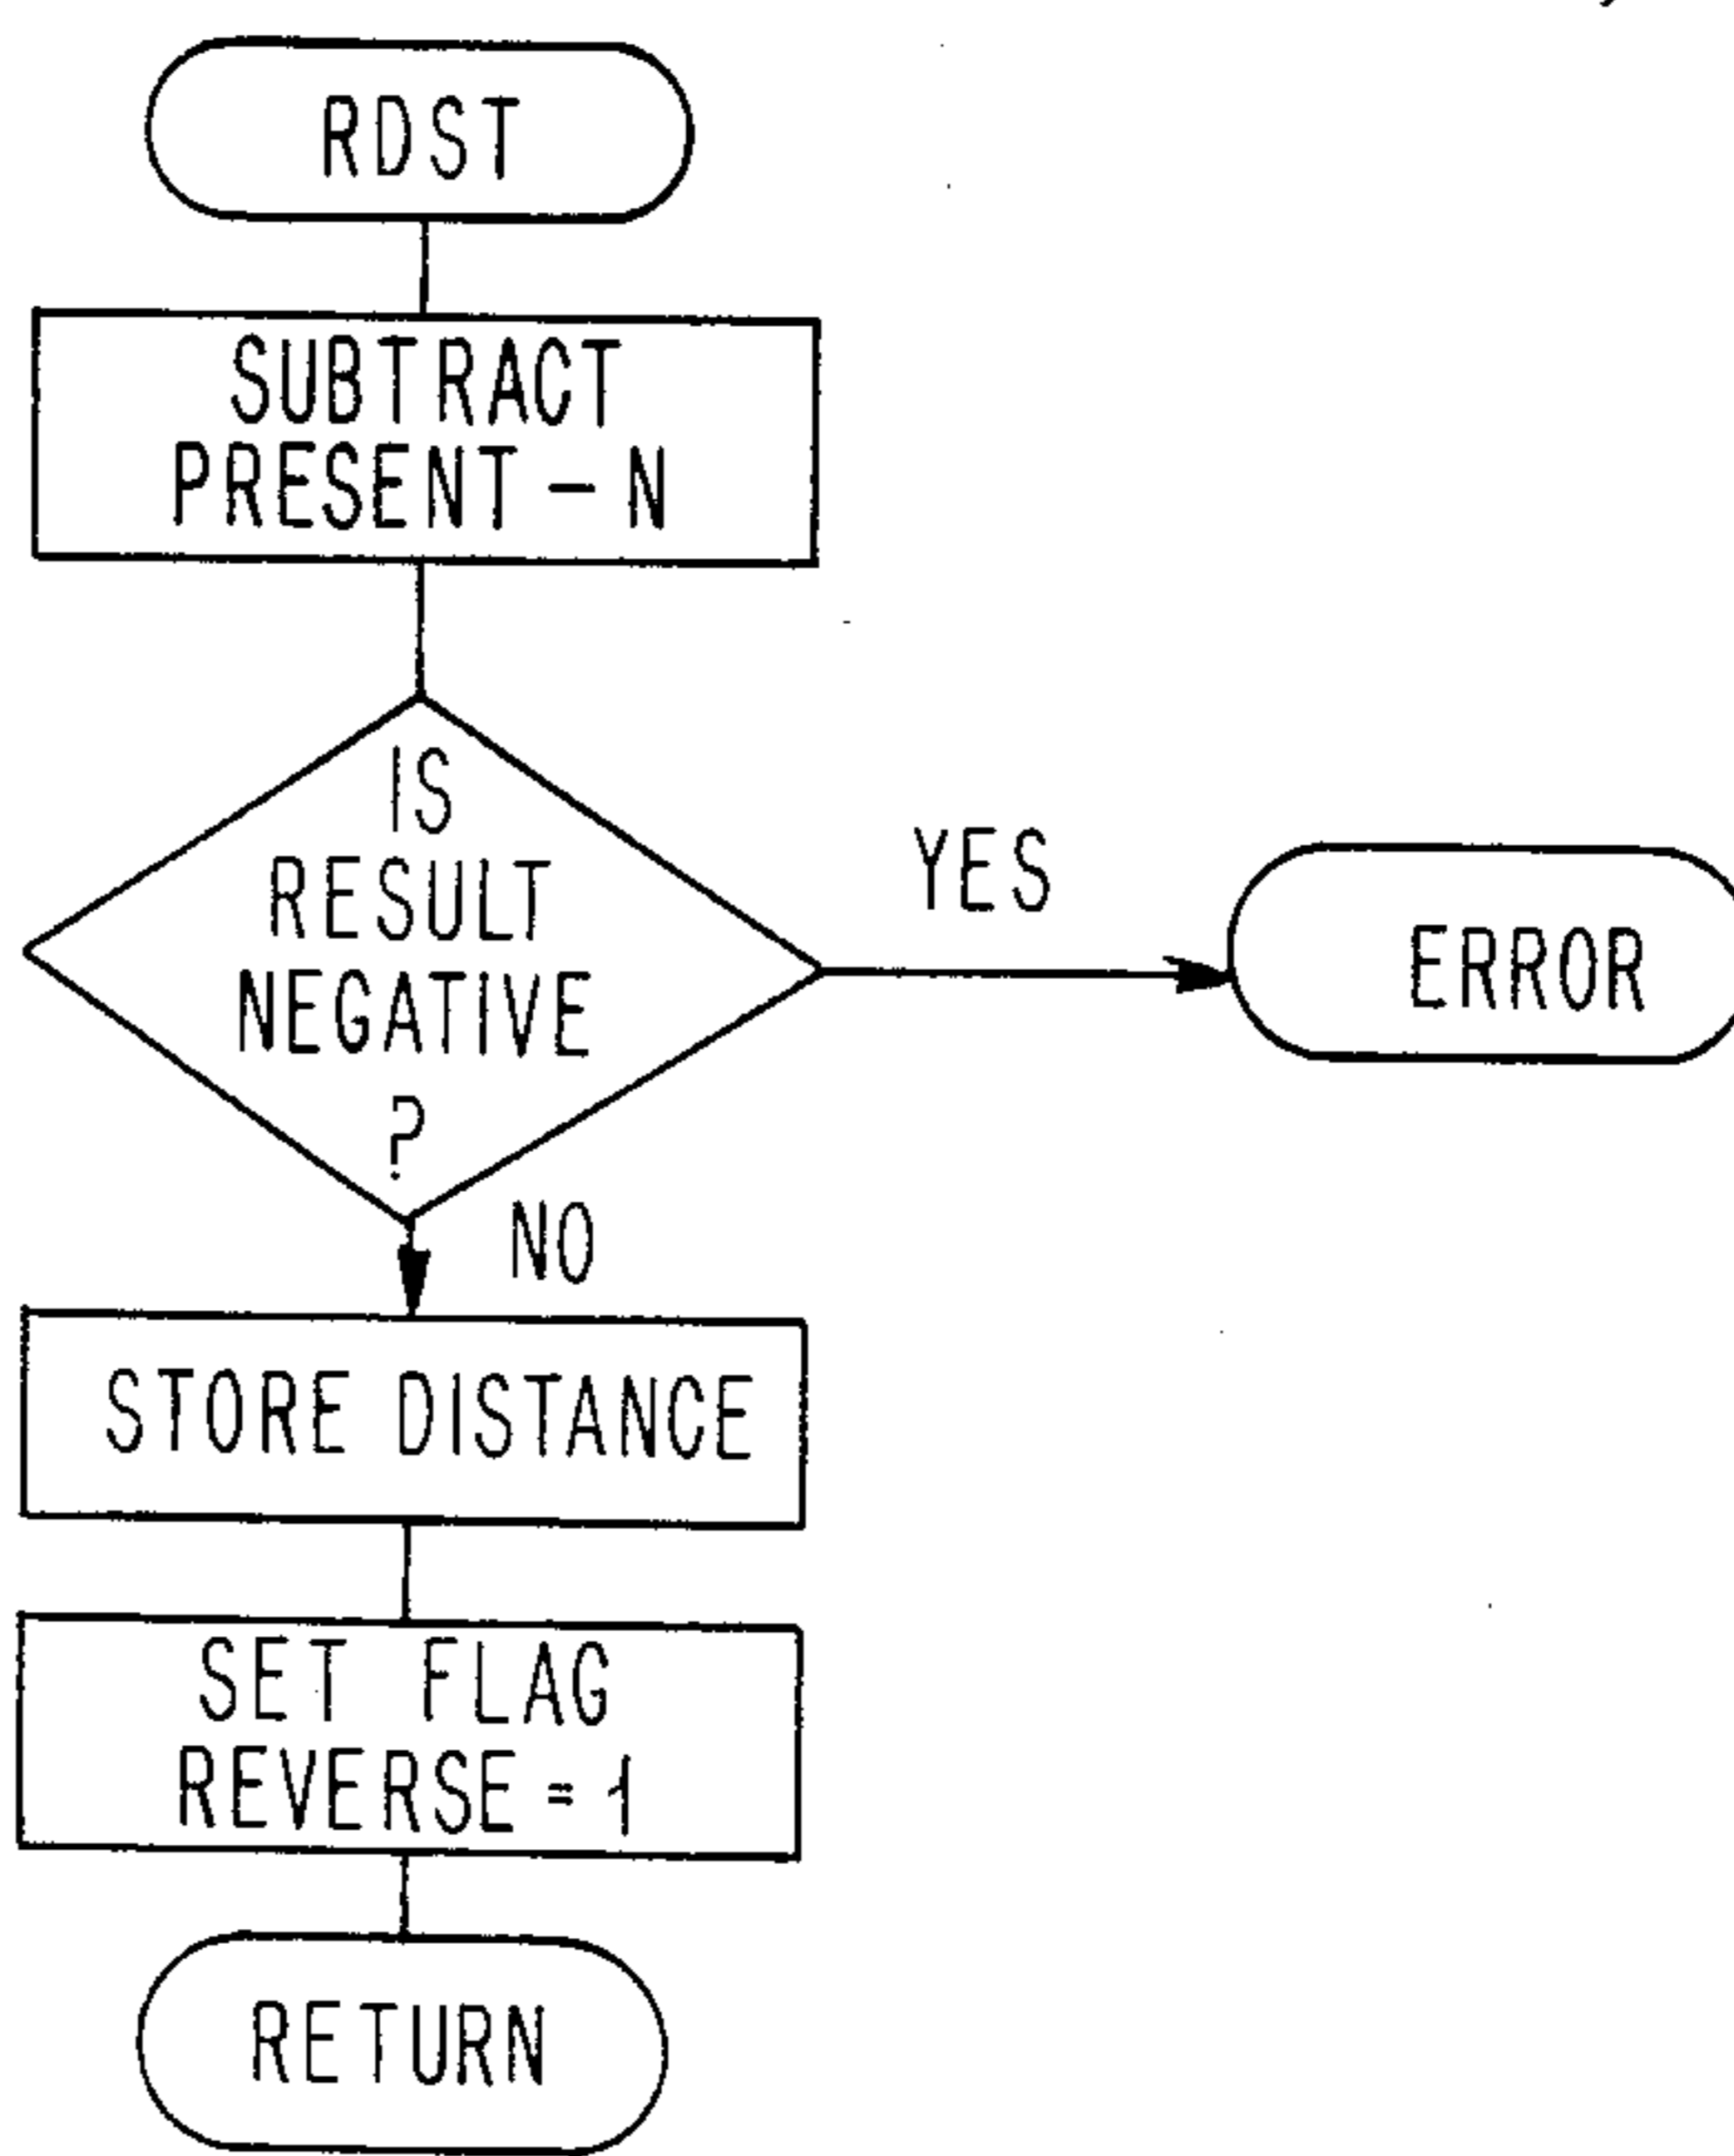 RDST
SUBTRACT
PRESENT - N
IS
RESULT
NEGATIVE
?
YES
ERROR
NO
STORE DISTANCE
SET FLAG
REVERSE = 1
RETURN